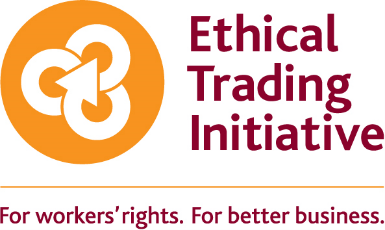 Ethical
Trading
Initiative
For workers' rights. For better business.